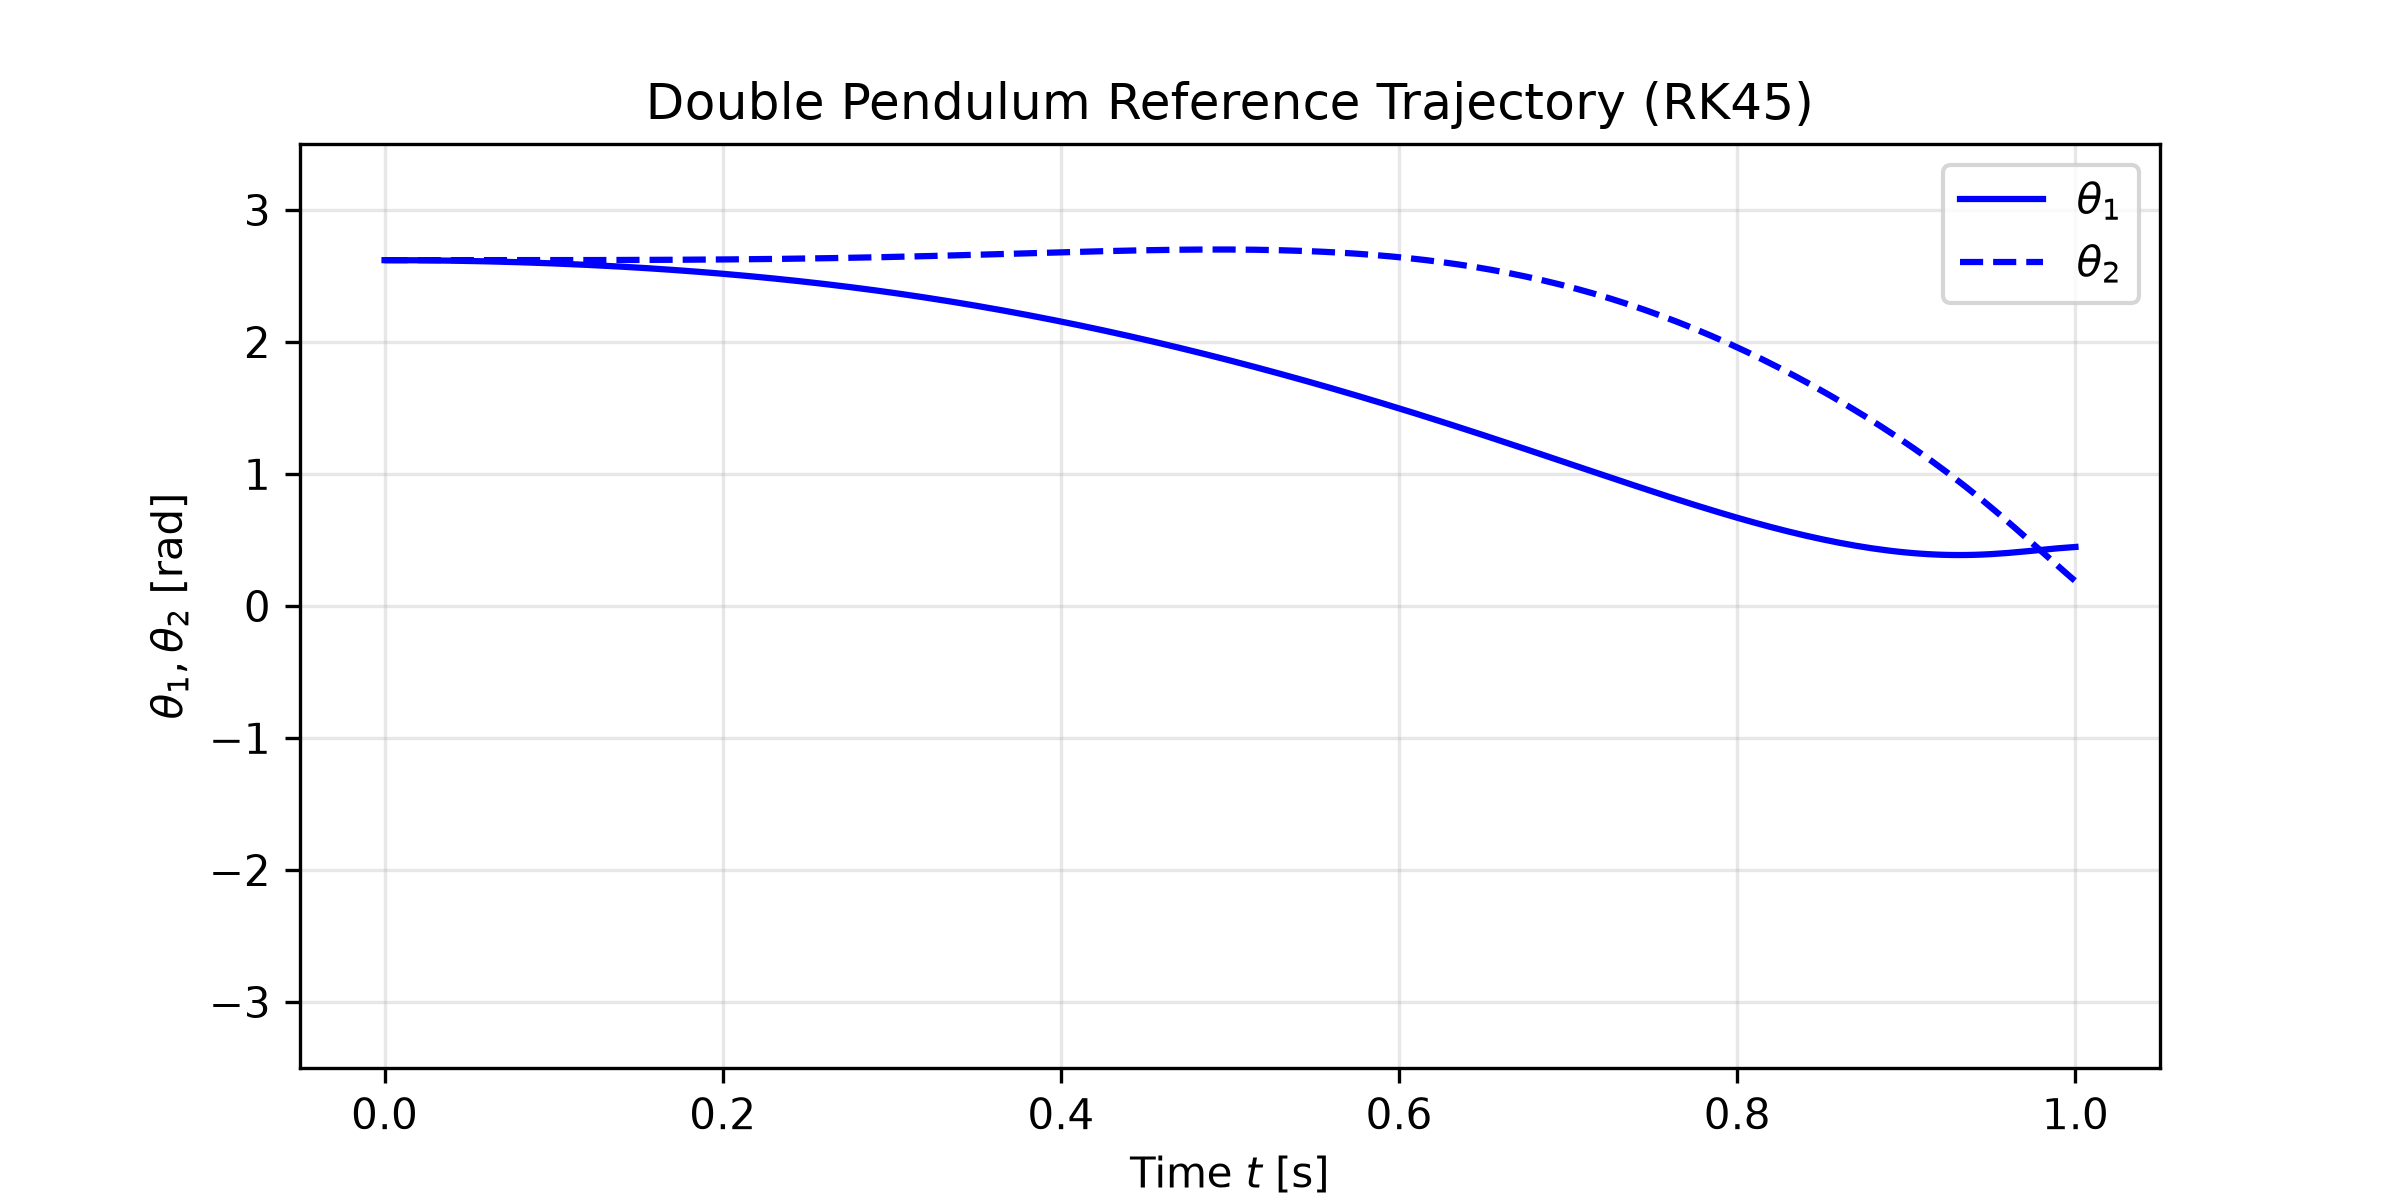 Double Pendulum Reference Trajectory (RK45)
θ₁
θ₂
θ₁, θ₂ [rad]
3
2
1
0
−1
−2
−3
0.0 0.2 0.4 0.6 0.8 1.0
Time t [s]